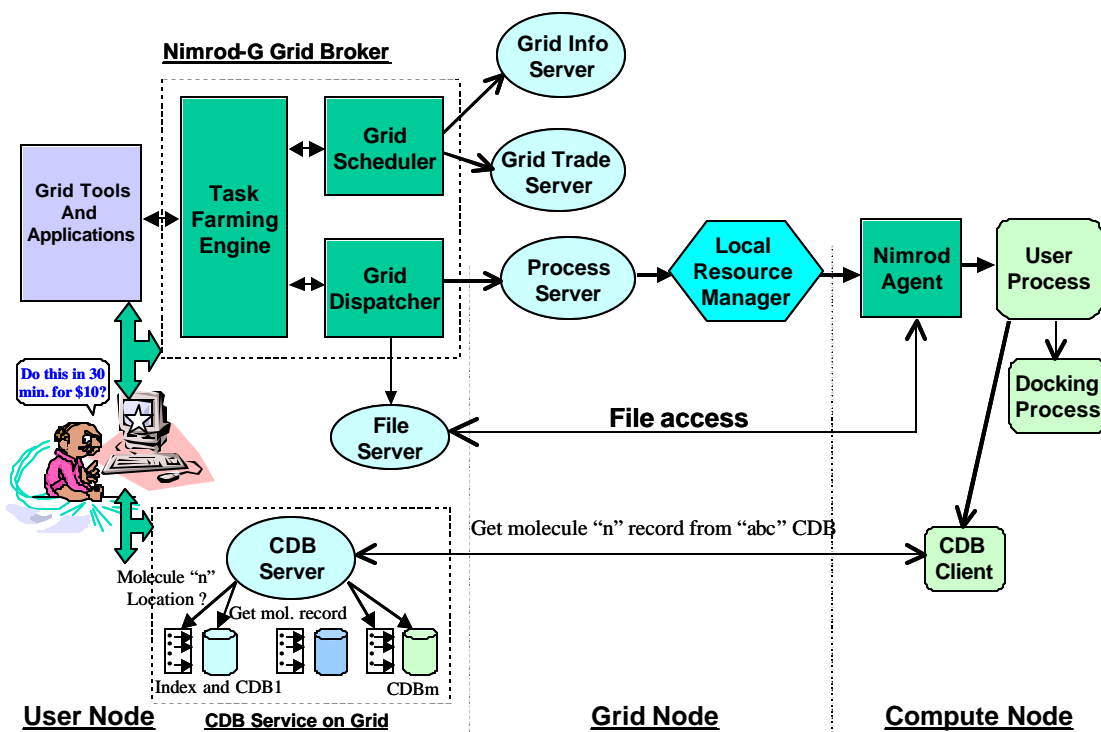 Nimrod-G Grid Broker
Grid Info
Server
Grid Trade
Server
Grid Tools
And
Applications
Task
Farming
Engine
Grid
Scheduler
Grid
Dispatcher
Process
Server
Local
Resource
Manager
Nimrod
Agent
User
Process
Docking
Process
Do this in 30
min. for $10?
File
Server
File access
CDB
Server
Get molecule “n” record from “abc” CDB
CDB
Client
Molecule “n”
Location ?
Get mol. record
Index and CDB1
CDBm
User Node
CDB Service on Grid
Grid Node
Compute Node